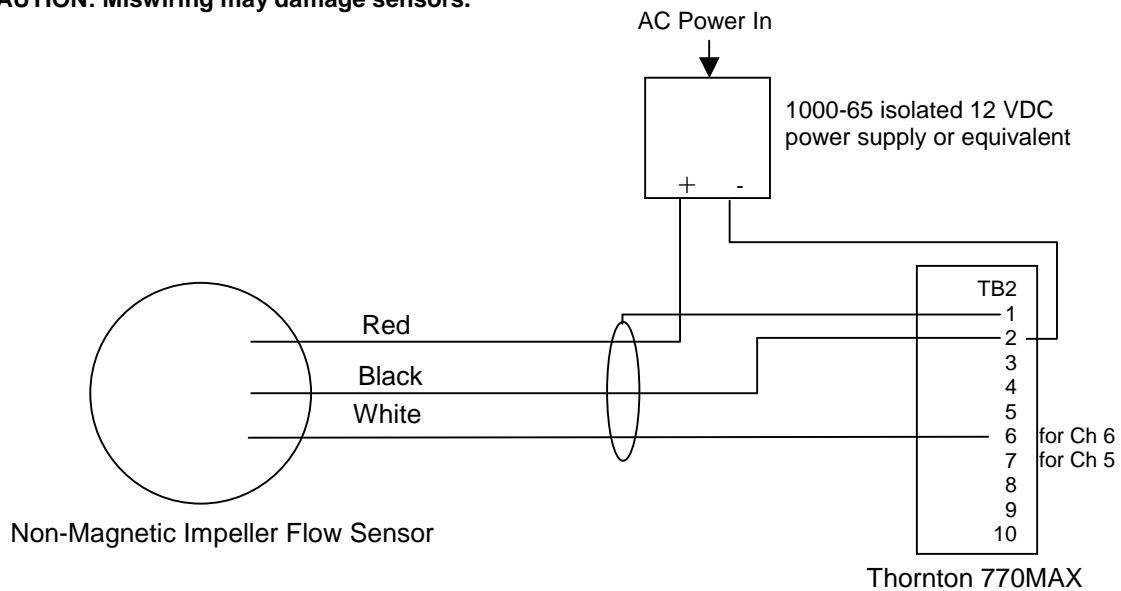 CAUTION: Miswiring may damage sensors.
AC Power In
1000-65 isolated 12 VDC
power supply or equivalent
+ -
TB2
1
2
3
4
5
6 for Ch 6
7 for Ch 5
8
9
10
Red
Black
White
Non-Magnetic Impeller Flow Sensor
Thornton 770MAX